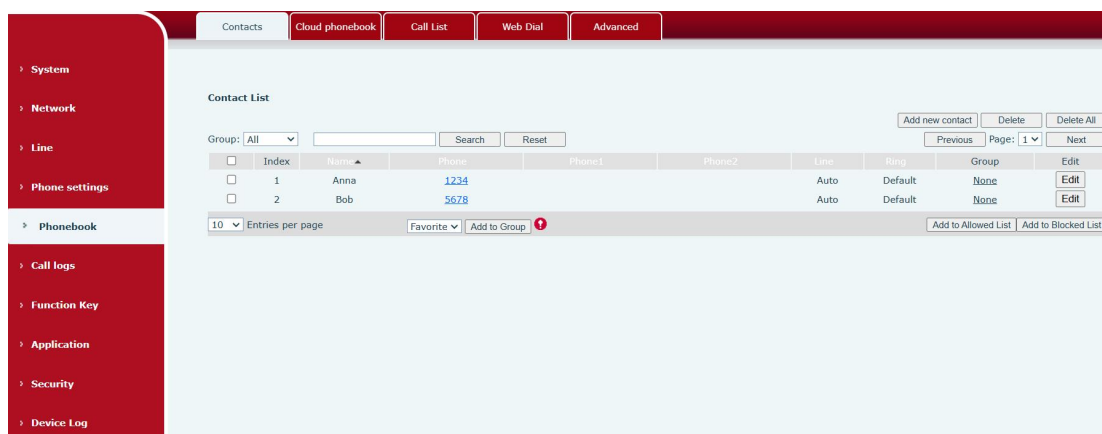 Contacts Cloud phonebook Call List Web Dial Advanced
System
Network
Line
Phone settings
Phonebook
Call logs
Function Key
Application
Security
Device Log
Contact List
Add new contact Delete Delete All
Group: All Search Reset Previous Page: 1 Next
Index Name Phone Phone1 Phone2 Line Ring Group Edit
1 Anna 1234 Auto Default None Edit
2 Bob 5678 Auto Default None Edit
10 Entries per page Favorite Add to Group Add to Allowed List Add to Blocked List